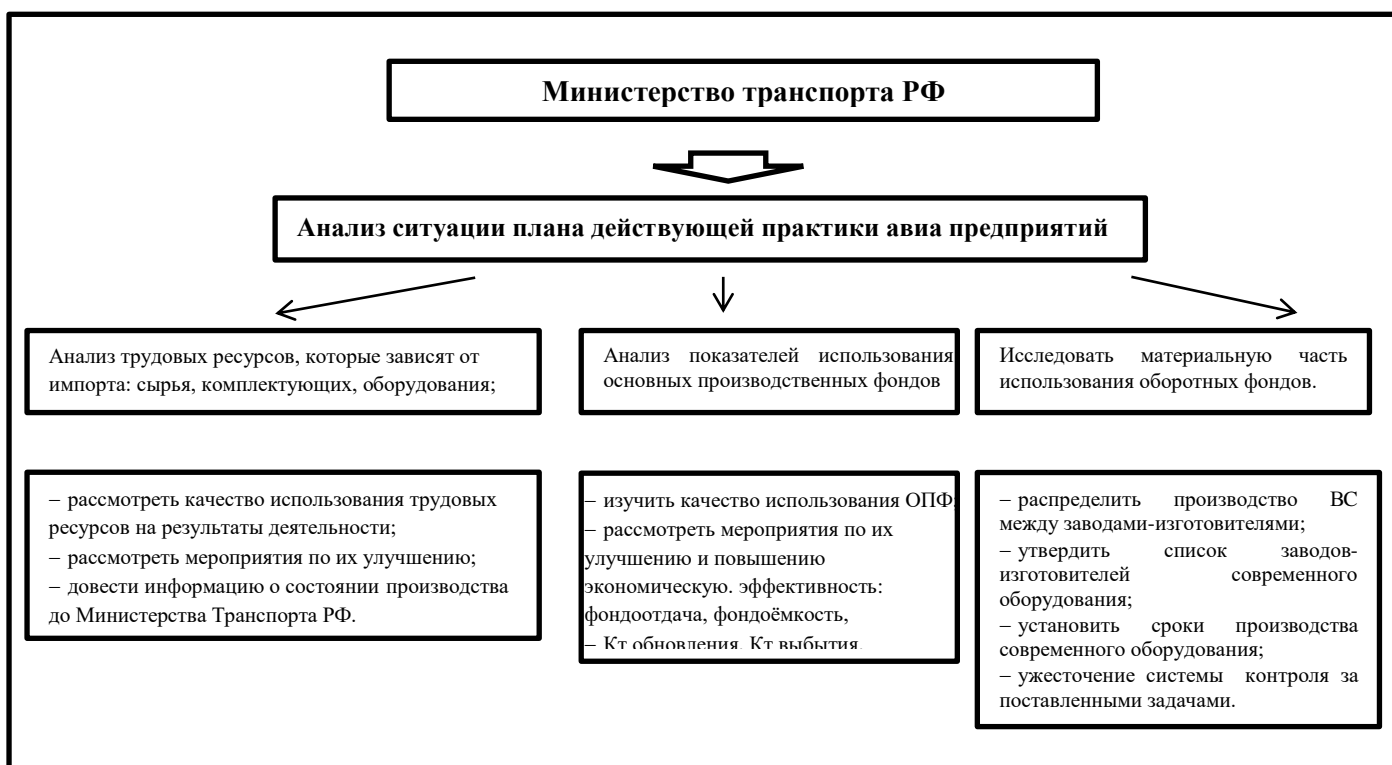 Министерство транспорта РФ
Анализ ситуации плана действующей практики авиа предприятий
Анализ трудовых ресурсов, которые зависят от
импорта: сырья, комплектующих, оборудования;
Анализ показателей использования
основных производственных фондов
Исследовать материальную часть
использования оборотных фондов.
– рассмотреть качество использования трудовых
ресурсов на результаты деятельности;
– рассмотреть мероприятия по их улучшению;
– довести информацию о состоянии производства
до Министерства Транспорта РФ.
– изучить качество использования ОПФ;
– рассмотреть мероприятия по их
улучшению и повышению
экономическую. эффективность:
фондоотдача, фондоёмкость,
– Кт обновления. Кт выбытия.
– распределить производство ВС
между заводами-изготовителями;
– утвердить список заводов-
изготовителей современного
оборудования;
– установить сроки производства
современного оборудования;
– ужесточение системы контроля за
поставленными задачами.